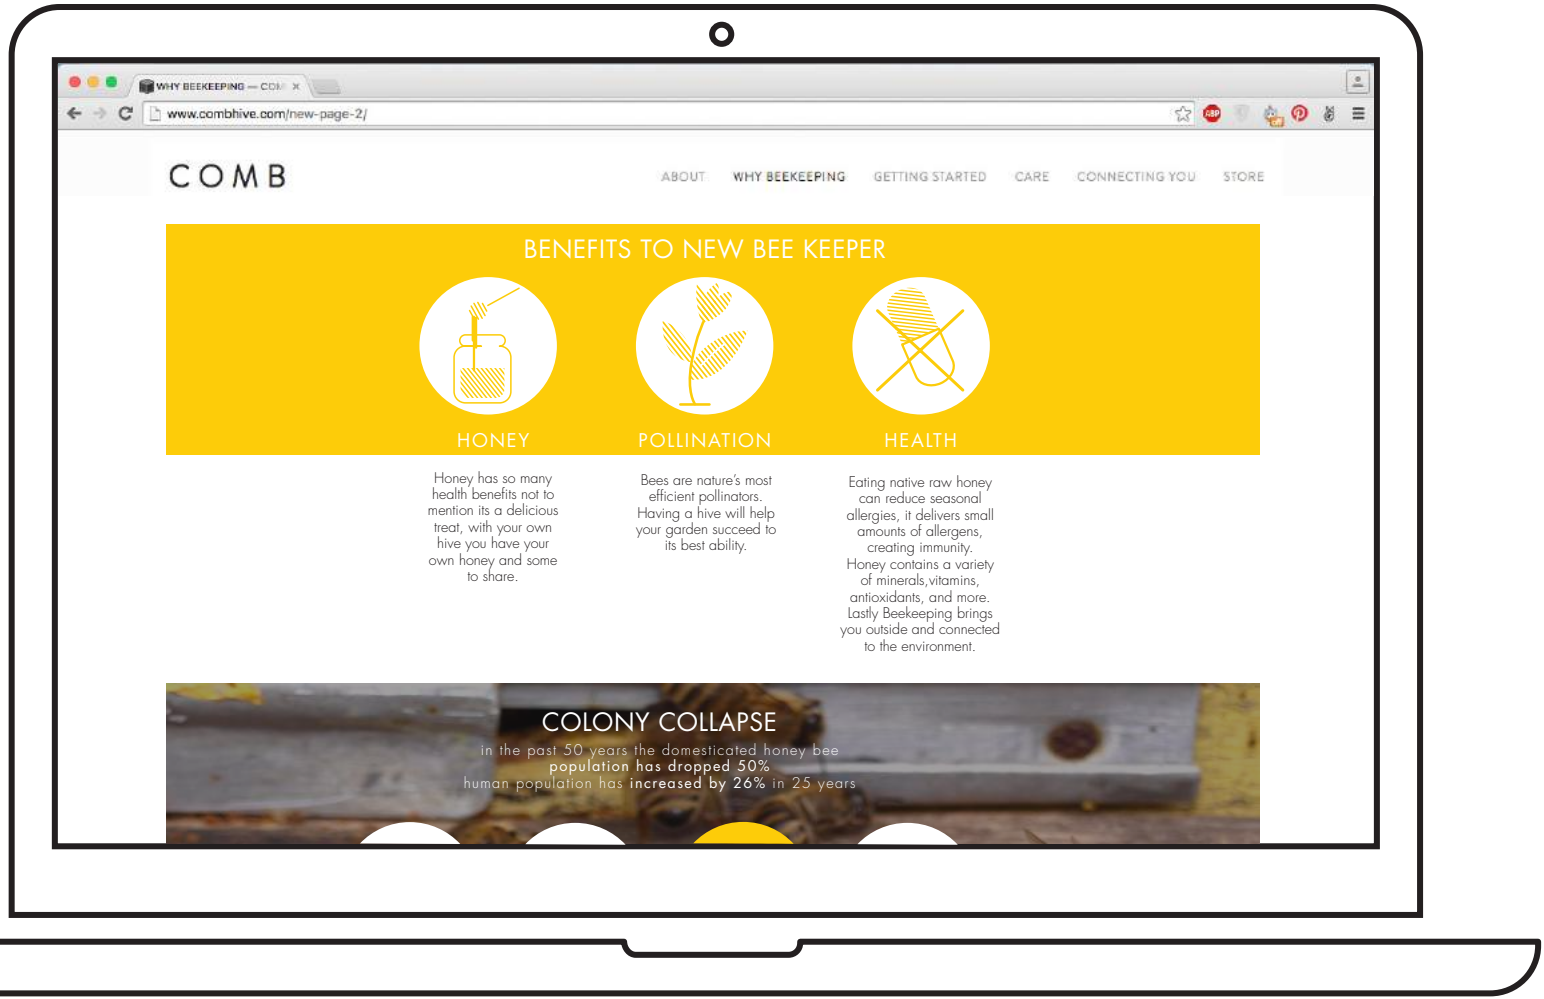 WHY BEEKEEPING — COM
www.combhive.com/new-page-2/
ABP
off
COMB
ABOUT WHY BEEKEEPING GETTING STARTED CARE CONNECTING YOU STORE
BENEFITS TO NEW BEE KEEPER
HONEY
Honey has so many
health benefits not to
mention its a delicious
treat, with your own
hive you have your
own honey and some
to share.
POLLINATION
Bees are nature's most
efficient pollinators.
Having a hive will help
your garden succeed to
its best ability.
HEALTH
Eating native raw honey
can reduce seasonal
allergies, it delivers small
amounts of allergens,
creating immunity.
Honey contains a variety
of minerals,vitamins,
antioxidants, and more.
Lastly Beekeeping brings
you outside and connected
to the environment.
COLONY COLLAPSE
in the past 50 years the domesticated honey bee
population has dropped 50%
human population has increased by 26% in 25 years